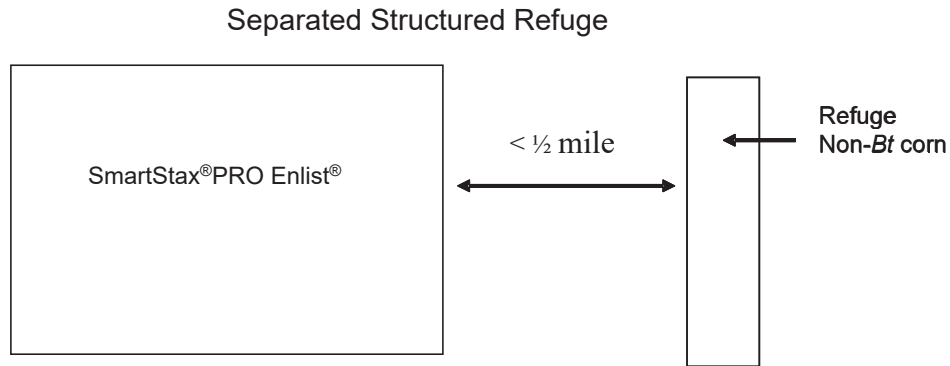 Separated Structured Refuge
SmartStax®PRO Enlist®
< ½ mile
Refuge
Non-Bt corn